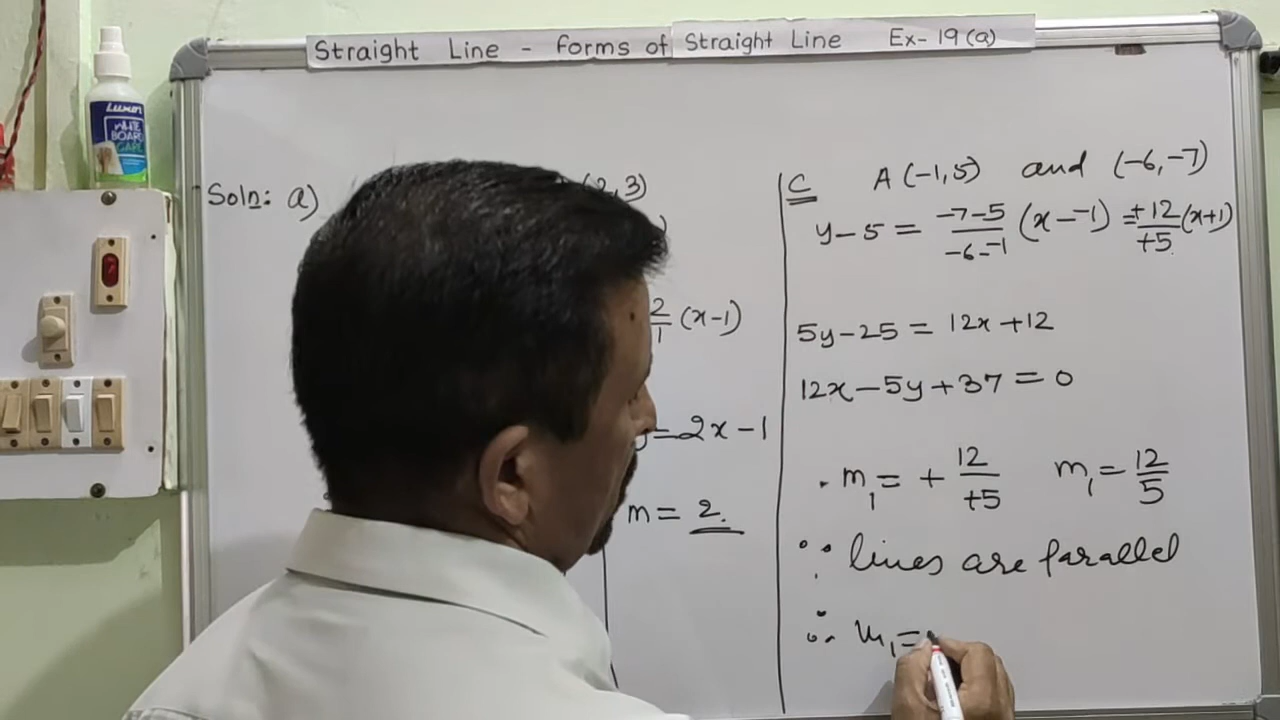 Straight Line - forms of Straight Line Ex-19(a)
LUXOR
WHITE
BOARD
CARE
Soln: a)
(2, 3)
)
2/1 (x-1)
y=2x-1
m= 2.
C A(-1,5) and (-6,-7)
y-5 = -7-5/-6--1 (x--1) = +12/+5 (x+1)
5y-25 = 12x+12
12x-5y+37=0
. m₁ = + 12/+5 m₁ = 12/5
∵ lines are parallel
∴ m₁=